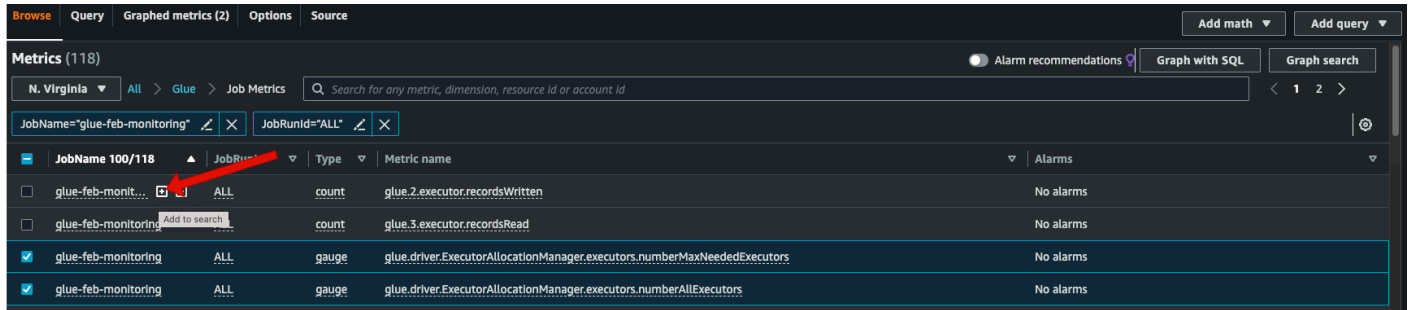 Browse Query Graphed metrics (2) Options Source
Add math Add query
Metrics (118)
Alarm recommendations Graph with SQL Graph search
N. Virginia All > Glue > Job Metrics Search for any metric, dimension, resource id or account id 1 2
JobName="glue-feb-monitoring" JobRunId="ALL"
JobName 100/118 Type Metric name Alarms
glue-feb-monit... ALL count glue.2.executor.recordsWritten No alarms
Add to search
glue-feb-monitoring count glue.3.executor.recordsRead No alarms
glue-feb-monitoring ALL gauge glue.driver.ExecutorAllocationManager.executors.numberMaxNeededExecutors No alarms
glue-feb-monitoring ALL gauge glue.driver.ExecutorAllocationManager.executors.numberAllExecutors No alarms